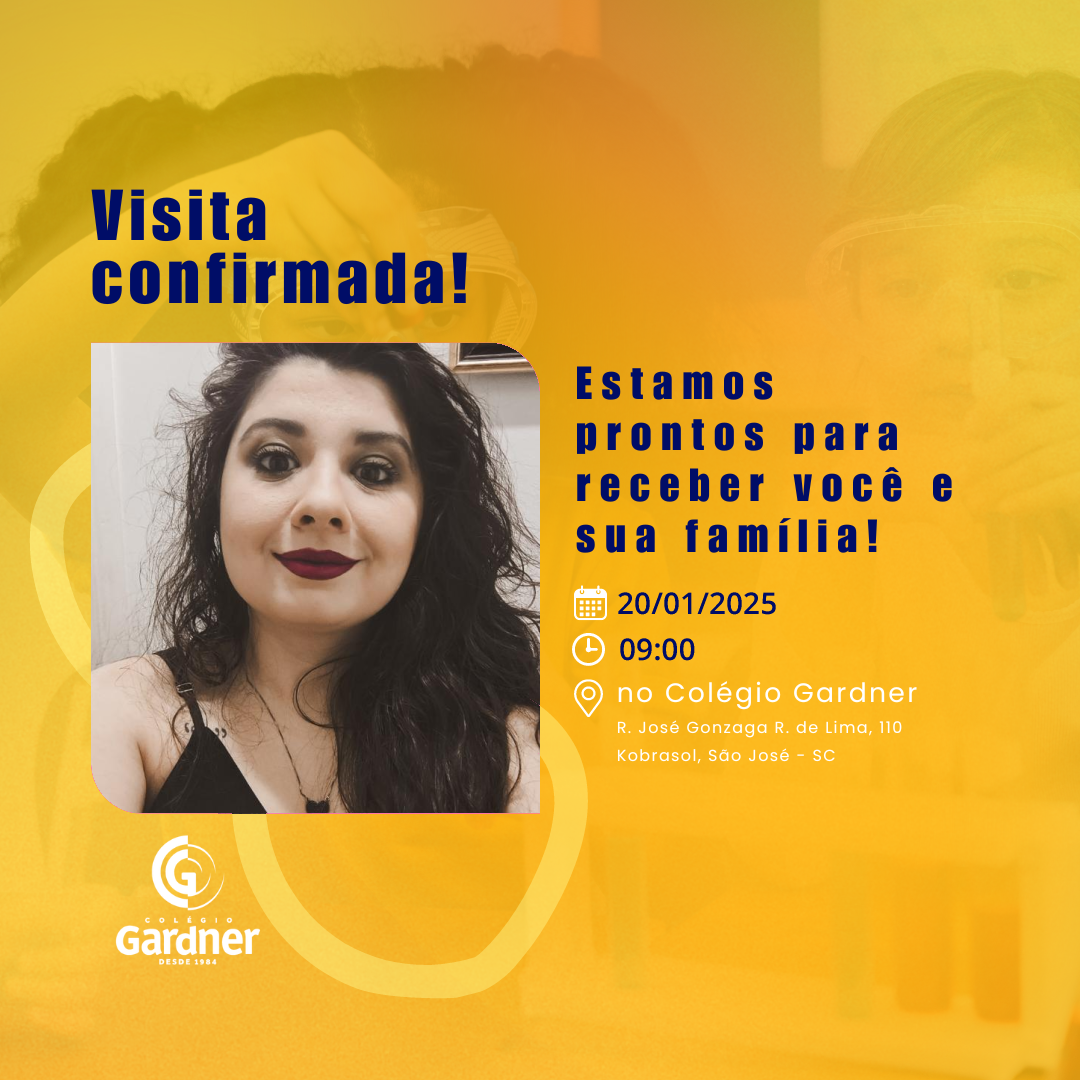 Visita
confirmada!
Estamos
prontos para
receber você e
sua família!
20/01/2025
09:00
no Colégio Gardner
R. José Gonzaga R. de Lima, 110
Kobrasol, São José - SC
G
COLÉGIO
Gardner
DESDE 1984